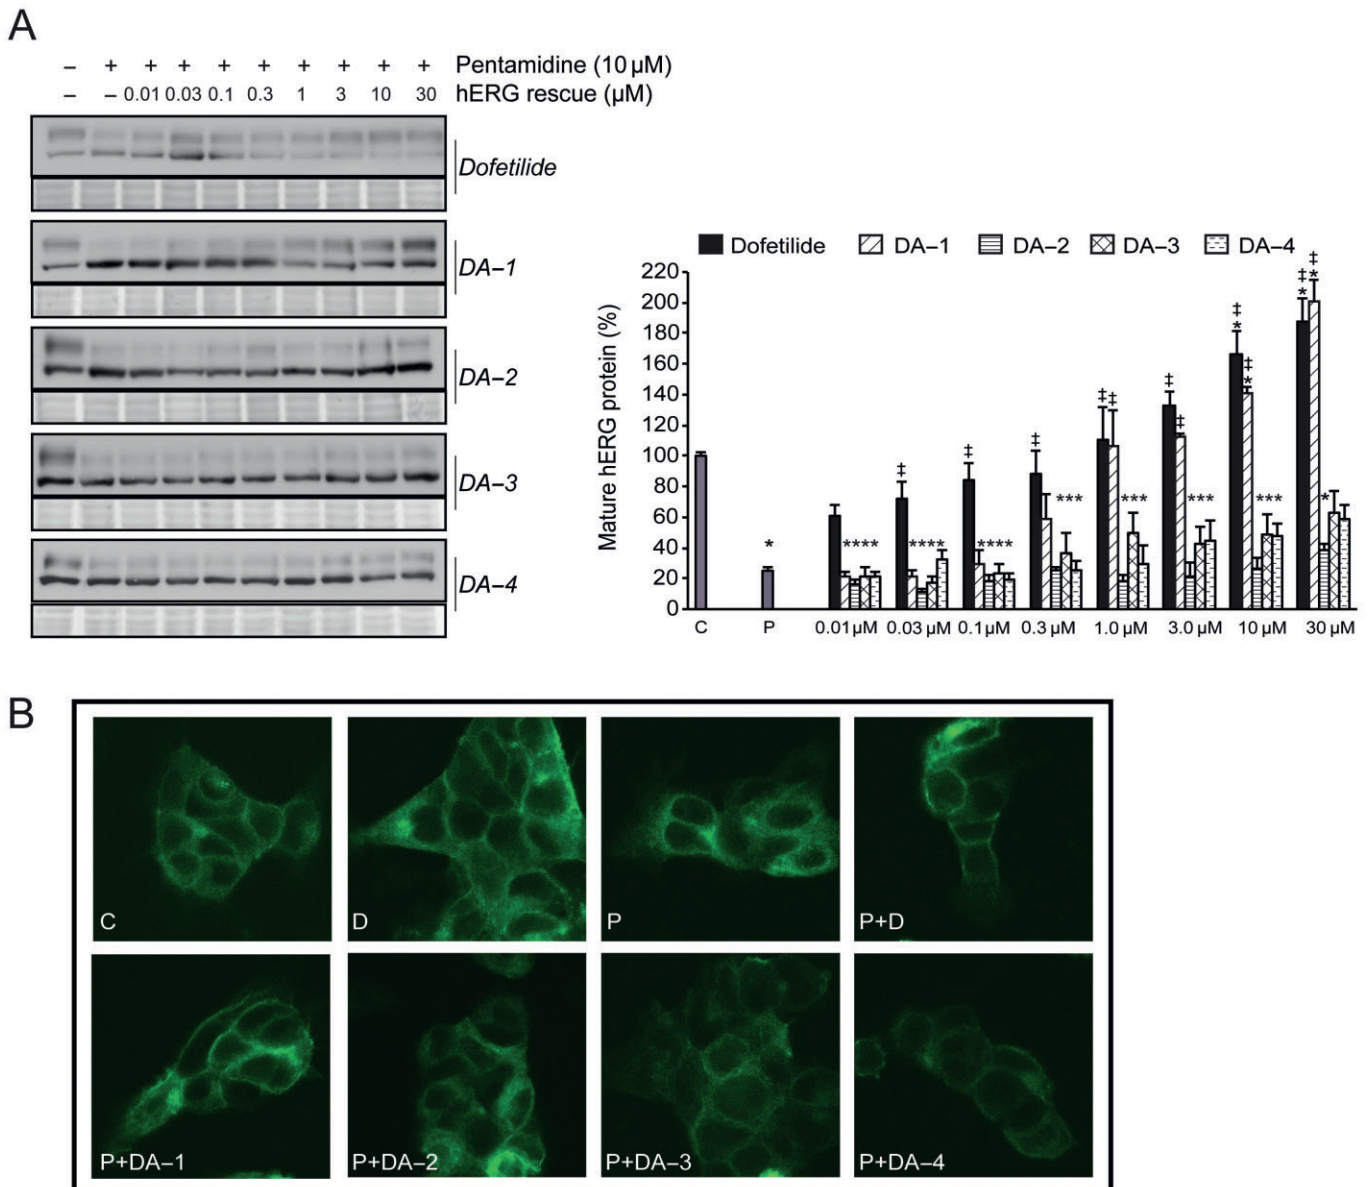 A
– + + + + + + + + + Pentamidine (10 µM)
– – 0.01 0.03 0.1 0.3 1 3 10 30 hERG rescue (µM)
Dofetilide
DA–1
DA–2
DA–3
DA–4
Dofetilide DA–1 DA–2 DA–3 DA–4
Mature hERG protein (%)
220
200
180
160
140
120
100
80
60
40
20
0
*
****
‡
****
‡
****
‡
***
‡ ‡
***
‡ ‡
***
‡
*
‡
*
***
‡
*
‡
*
*
C P 0.01 µM 0.03 µM 0.1 µM 0.3 µM 1.0 µM 3.0 µM 10 µM 30 µM
B
C D P P+D
P+DA–1 P+DA–2 P+DA–3 P+DA–4